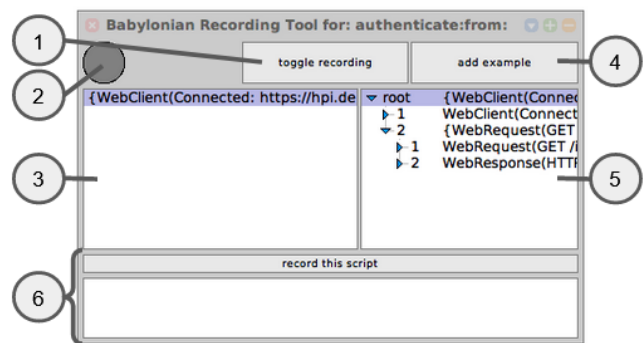 Babylonian Recording Tool for: authenticate:from:
1
toggle recording
add example
4
2
{WebClient(Connected: https://hpi.de
root {WebClient(Connec
1 WebClient(Connect
2 {WebRequest(GET
1 WebRequest(GET /i
2 WebResponse(HTTP
3
5
record this script
6